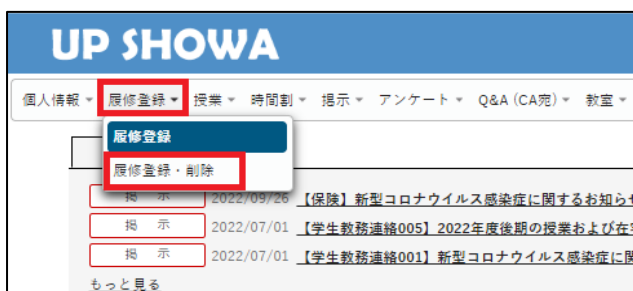 UP SHOWA
個人情報 履修登録 授業 時間割 掲示 アンケート Q&A (CA宛) 教室
履修登録
履修登録・削除
掲 示 2022/09/26 【保険】新型コロナウイルス感染症に関するお知らせ
掲 示 2022/07/01 【学生教務連絡005】2022年度後期の授業および在宅
掲 示 2022/07/01 【学生教務連絡001】新型コロナウイルス感染症に関
もっと見る